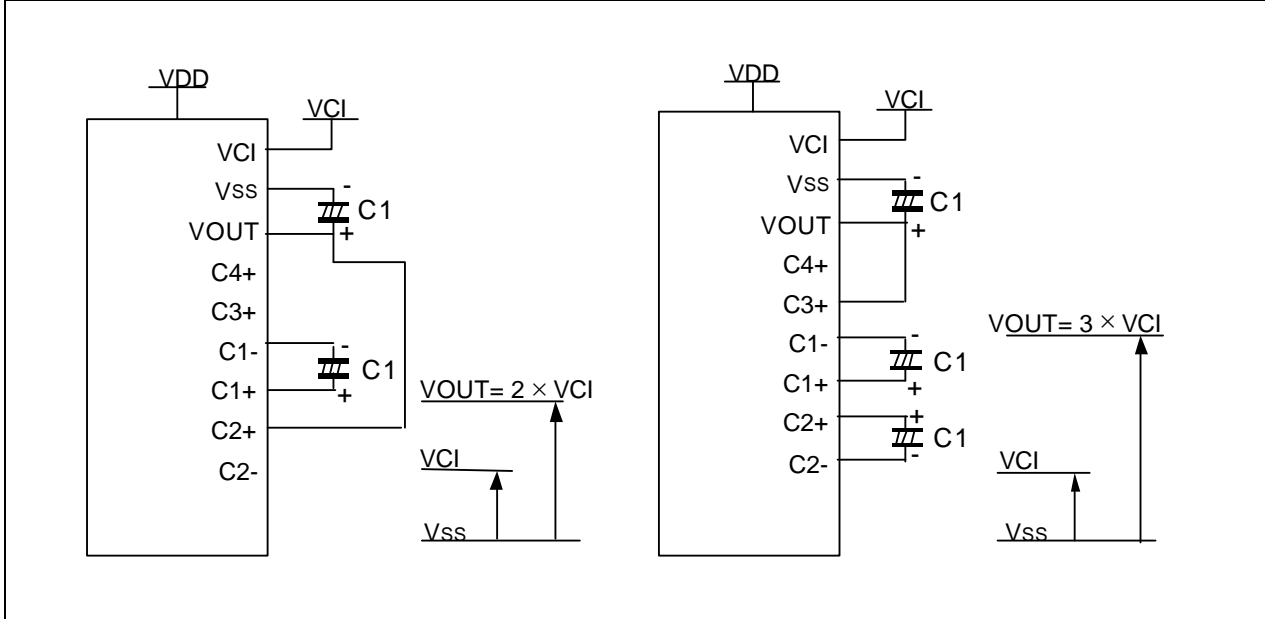 VDD
VCI
VCI
VSS
-
C1
VOUT
+
C4+
C3+
C1-
-
C1
C1+
+
C2+
C2-
VOUT= 2 × VCI
VCI
VSS
VDD
VCI
VCI
VSS
-
C1
VOUT
+
C4+
C3+
C1-
-
C1
C1+
+
C2+
+
C1
C2-
-
VOUT= 3 × VCI
VCI
VSS